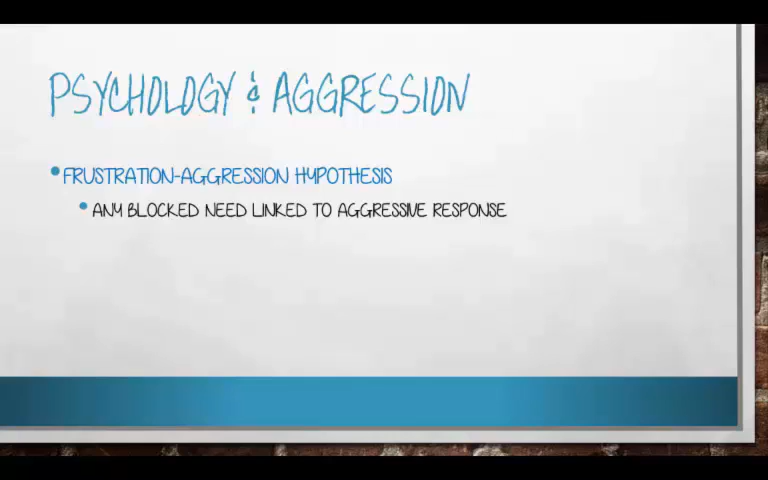 PSYCHOLOGY & AGGRESSION
•FRUSTRATION-AGGRESSION HYPOTHESIS
•ANY BLOCKED NEED LINKED TO AGGRESSIVE RESPONSE